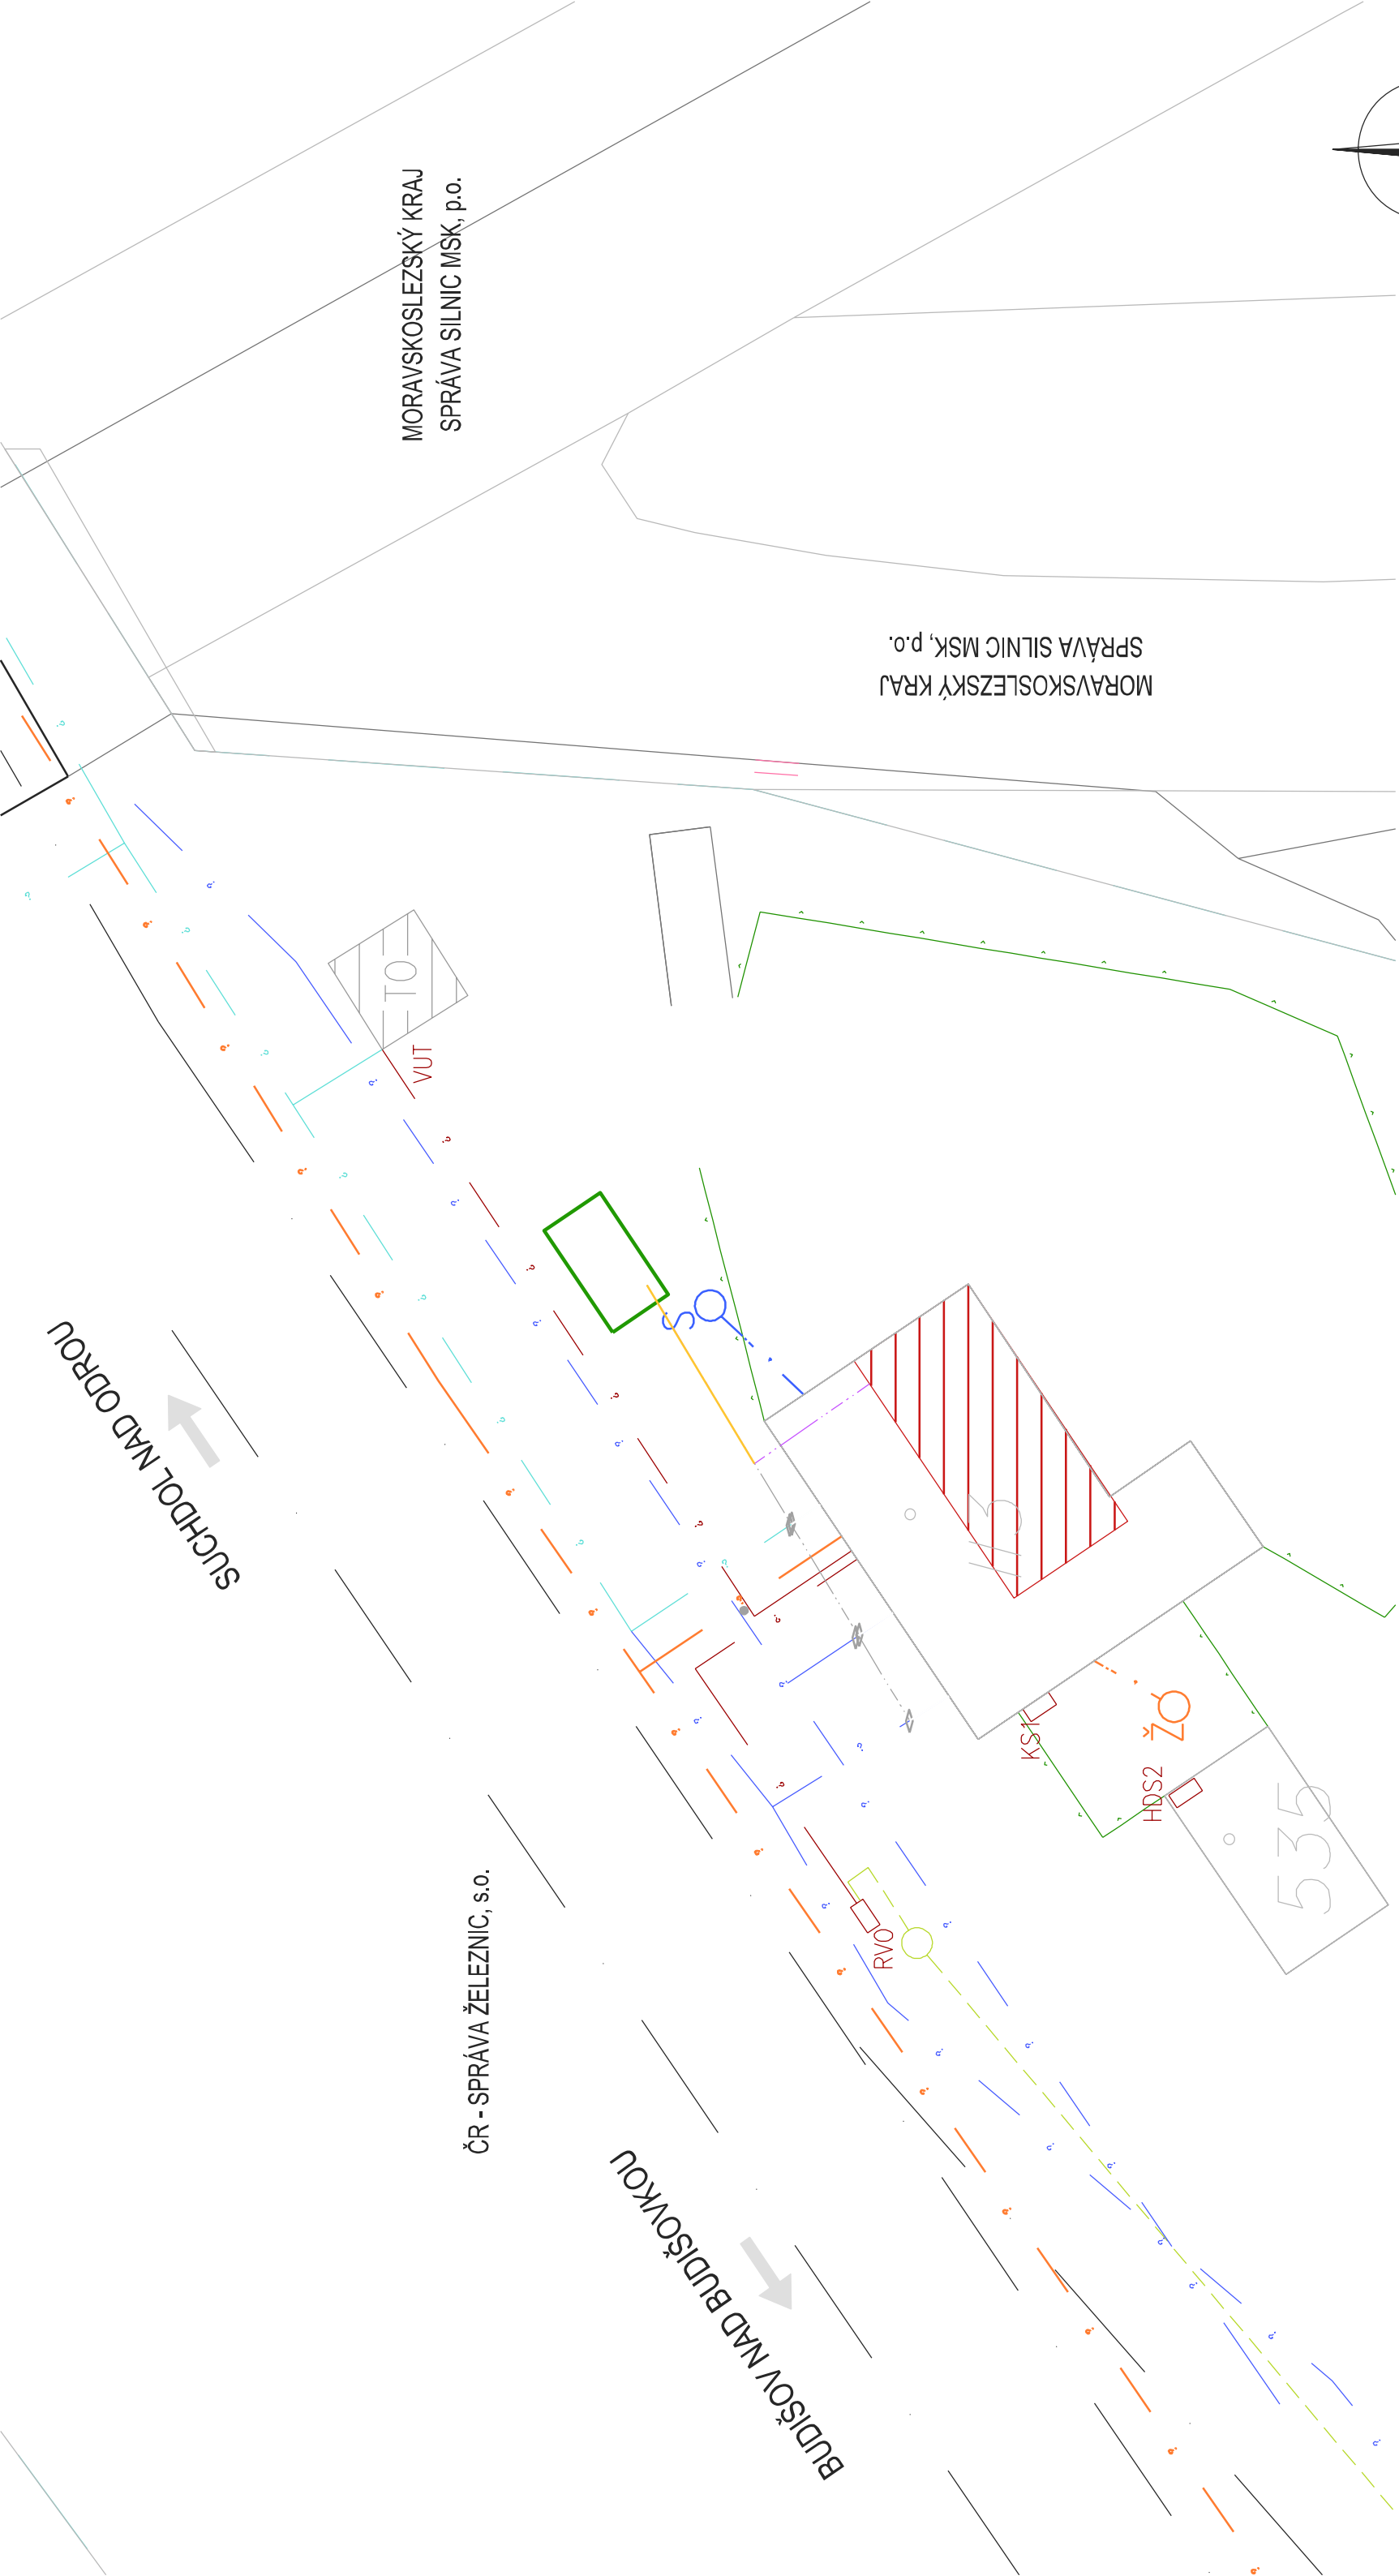 MORAVSKOSLEZSKÝ KRAJ
SPRÁVA SILNIC MSK, p.o.
MORAVSKOSLEZSKÝ KRAJ
SPRÁVA SILNIC MSK, p.o.
TO
VUT
Š
SUCHDOL NAD ODROU
KS1
ŽO
HDS2
535
RVO
ČR - SPRÁVA ŽELEZNIC, s.o.
BUDIŠOV NAD BUDIŠOVKOU